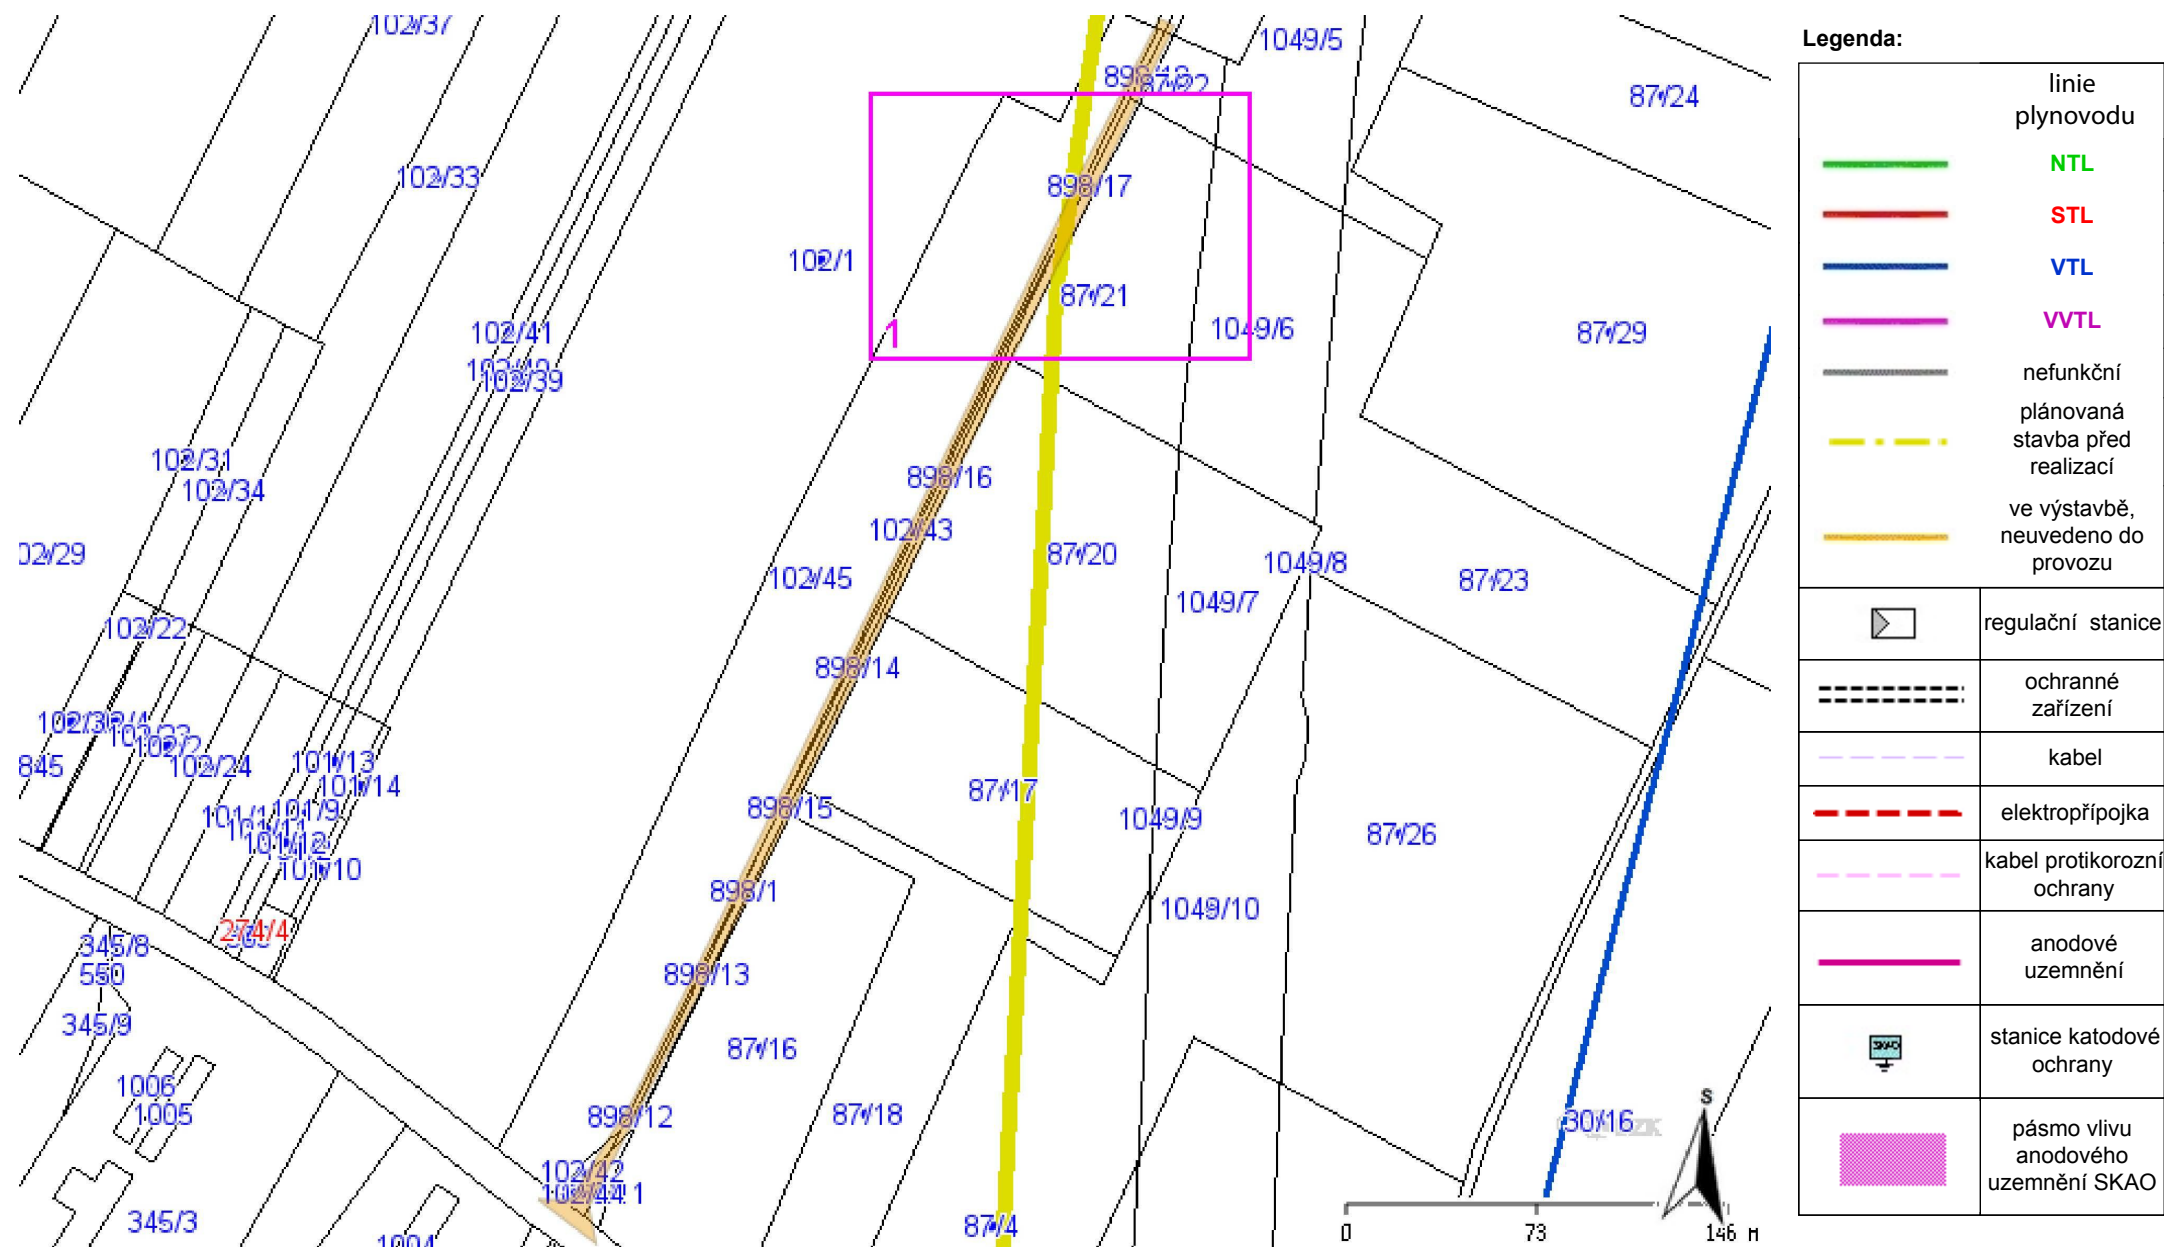 102/37
1049/5
87/22
87/24
102/33
898/17
102/1
87/21
1049/6
87/29
102/41
102/39
102/31
102/34
898/16
102/43
87/20
1049/8
87/23
102/45
1049/7
02/29
102/22
898/14
845
102/24
101/13
101/14
101/9
101/12
101/10
898/15
87/17
1049/9
87/26
898/1
1049/10
274/4
345/8
550
898/13
345/9
87/16
1006
1005
898/12
87/18
30/16
102/42
345/3
87/4
1004
1
S
0 73 146 M
Legenda:
linie
plynovodu
NTL
STL
VTL
VVTL
nefunkční
plánovaná
stavba před
realizací
ve výstavbě,
neuvedeno do
provozu
regulační stanice
ochranné
zařízení
kabel
elektropřípojka
kabel protikorozní
ochrany
anodové
uzemnění
SKAO
stanice katodové
ochrany
pásmo vlivu
anodového
uzemnění SKAO